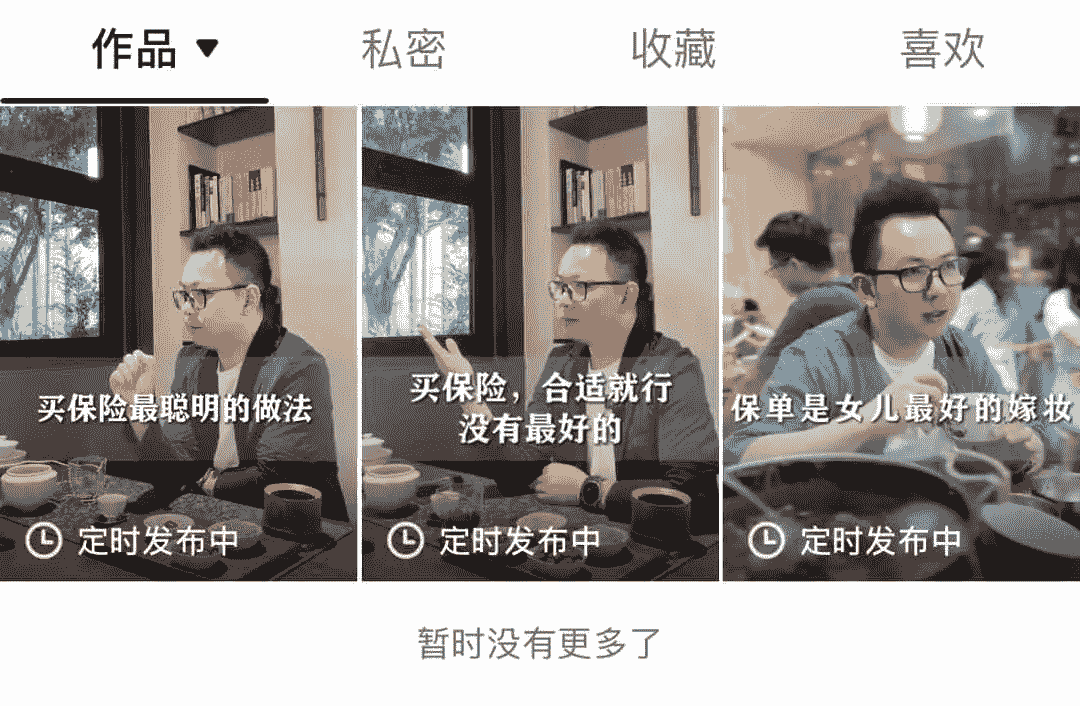 作品
私密
收藏
喜欢
买保险最聪明的做法
定时发布中
买保险，合适就行
没有最好的
定时发布中
保单是女儿最好的嫁妆
定时发布中
暂时没有更多了